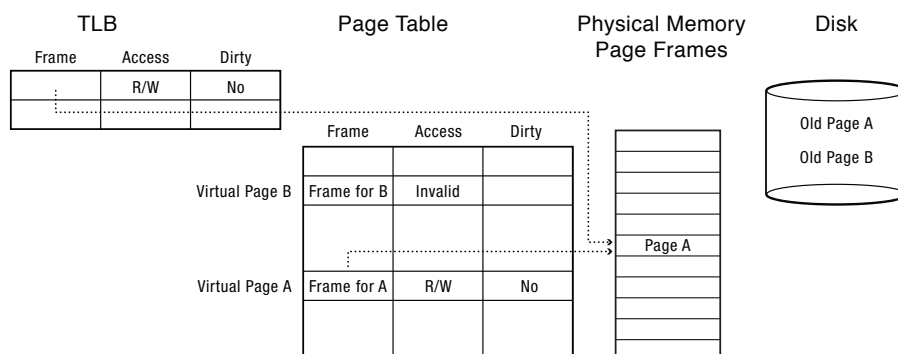 TLB
Page Table
Physical Memory
Page Frames
Disk
Frame Access Dirty
R/W No
Frame Access Dirty
Virtual Page B Frame for B Invalid
Virtual Page A Frame for A R/W No
Page A
Old Page A
Old Page B